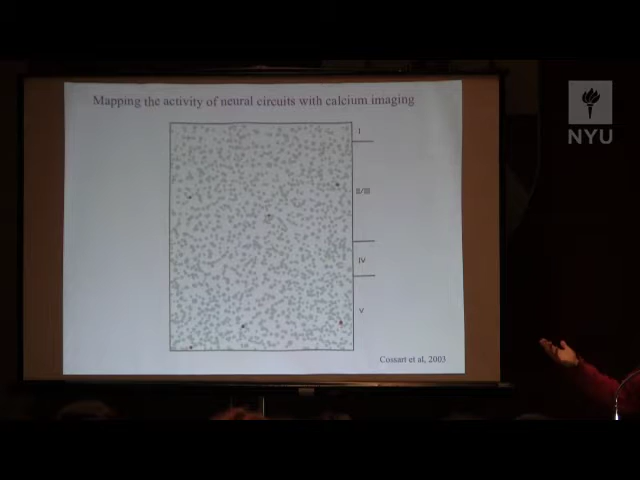 Mapping the activity of neural circuits with calcium imaging
I
II/III
IV
V
Cossart et al, 2003
NYU